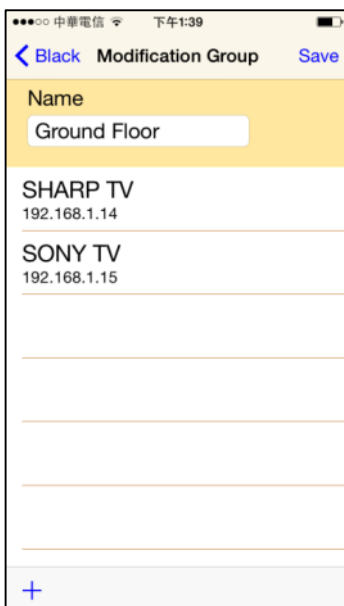 中華電信 下午1:39
Black Modification Group Save
Name
Ground Floor
SHARP TV
192.168.1.14
SONY TV
192.168.1.15
+